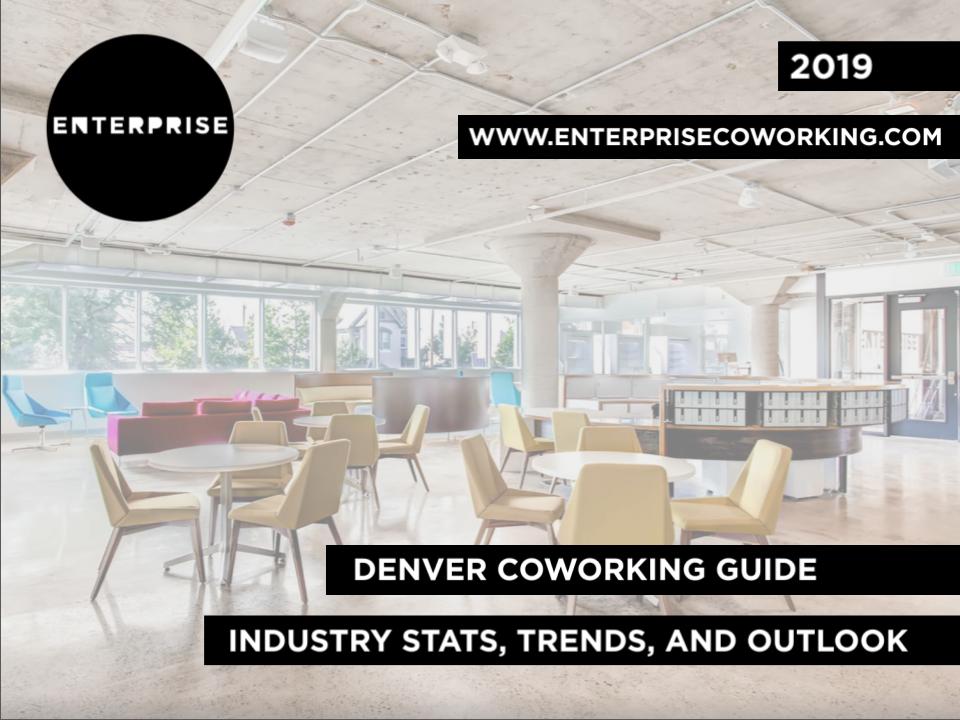 ENTERPRISE
2019
WWW.ENTERPRISECOWORKING.COM
DENVER COWORKING GUIDE
INDUSTRY STATS, TRENDS, AND OUTLOOK